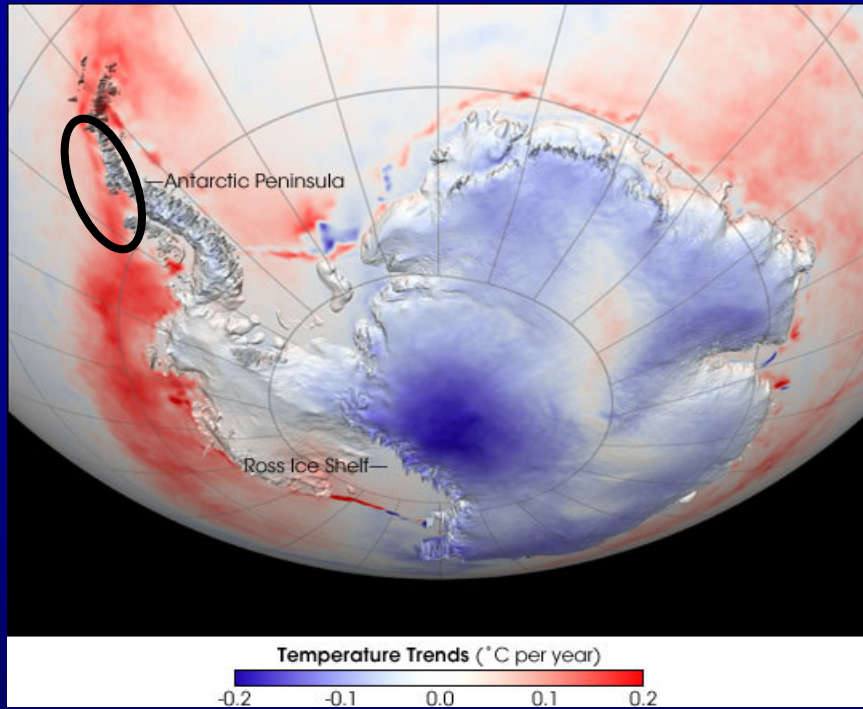 Antarctic Peninsula
Ross Ice Shelf
Temperature Trends (˚C per year)
-0.2 -0.1 0.0 0.1 0.2